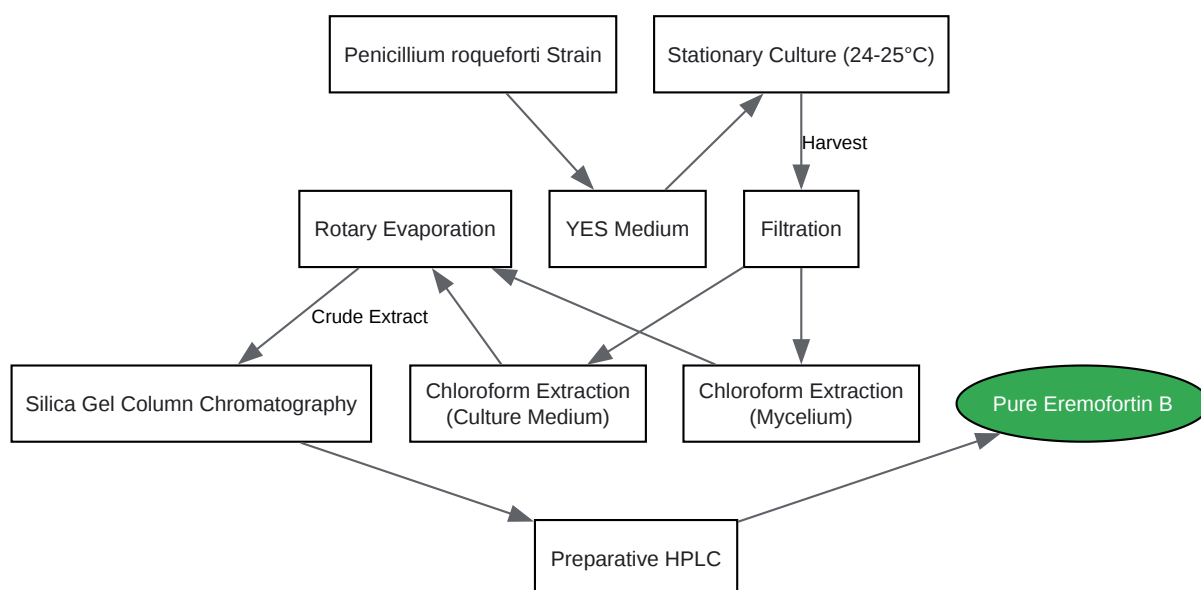 Penicillium roqueforti Strain
Stationary Culture (24-25°C)
Harvest
Rotary Evaporation
YES Medium
Filtration
Crude Extract
Silica Gel Column Chromatography
Chloroform Extraction
(Culture Medium)
Chloroform Extraction
(Mycelium)
Pure Eremofortin B
Preparative HPLC